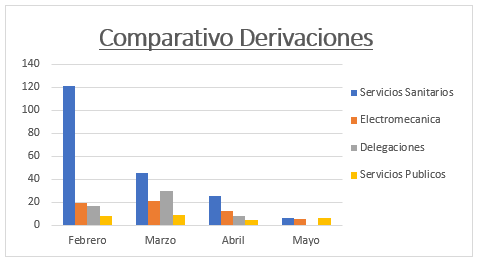 Comparativo Derivaciones
140
120
100
80
60
40
20
0
Febrero Marzo Abril Mayo
Servicios Sanitarios
Electromecanica
Delegaciones
Servicios Publicos